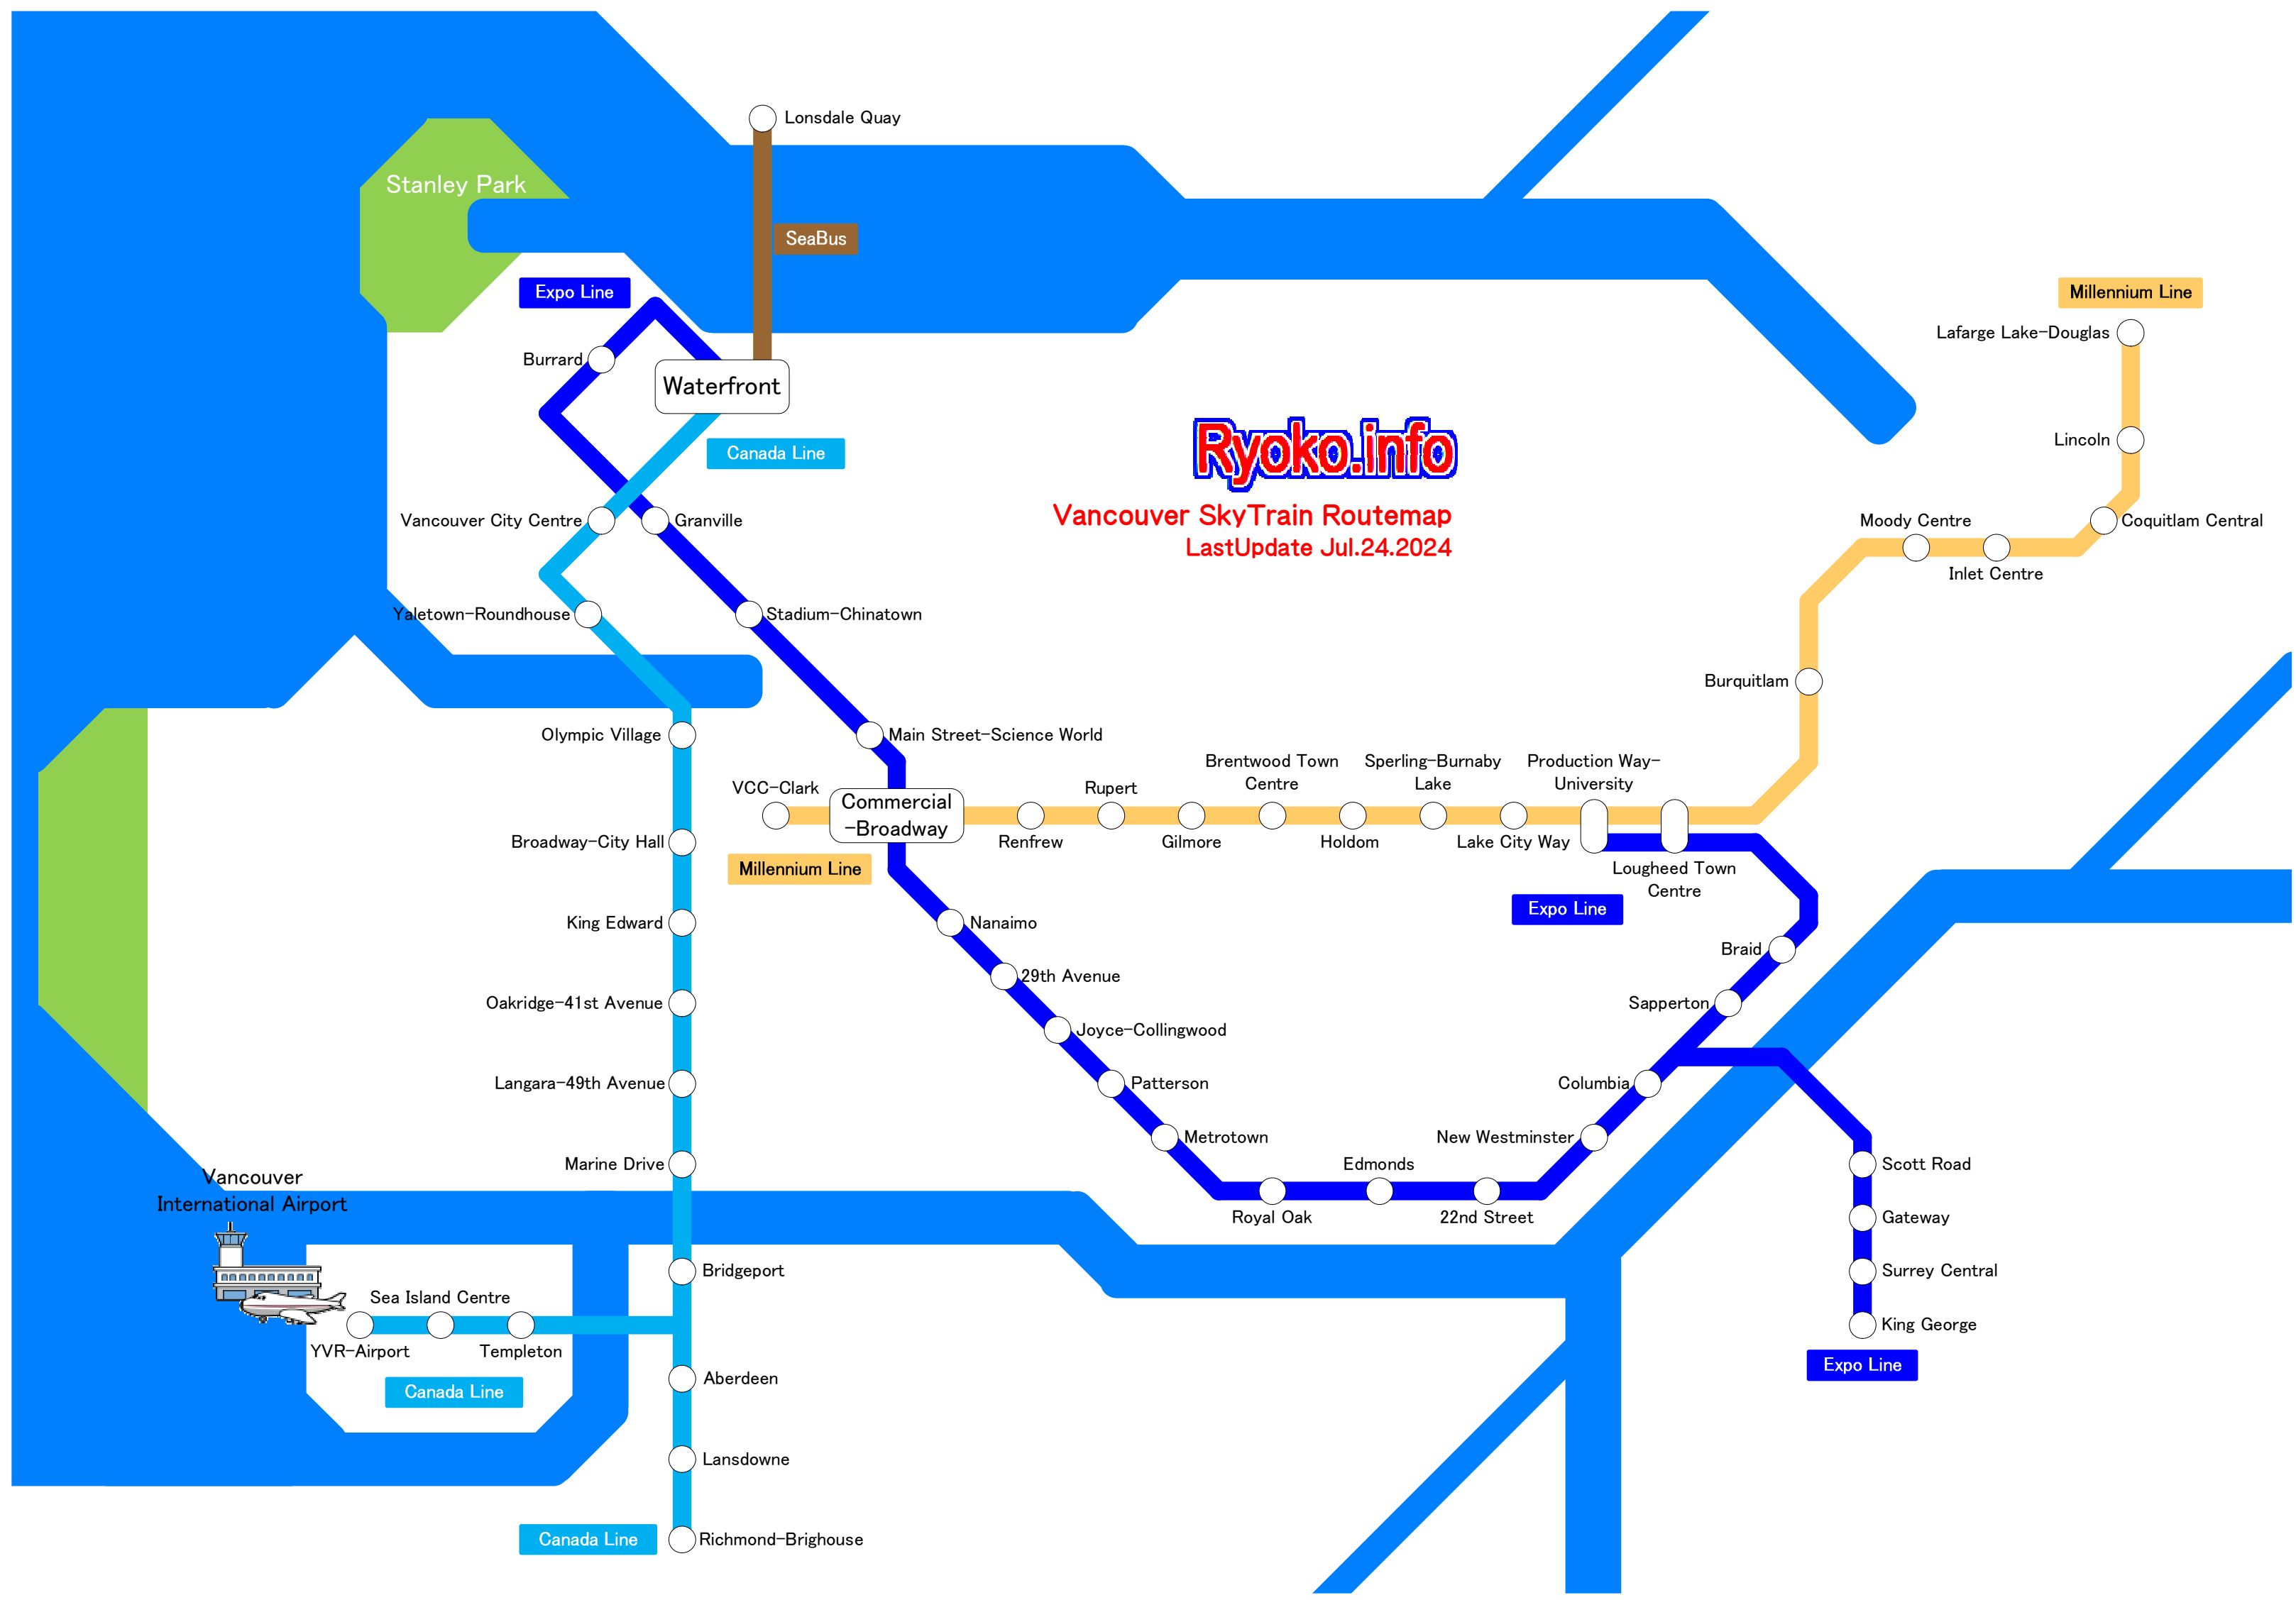 Lonsdale Quay
Stanley Park
SeaBus
Expo Line
Millennium Line
Lafarge Lake-Douglas
Burrard
Waterfront
Ryoko.info
Canada Line
Lincoln
Vancouver SkyTrain Routemap
LastUpdate Jul.24.2024
Vancouver City Centre
Granville
Moody Centre
Coquitlam Central
Inlet Centre
Yaletown-Roundhouse
Stadium-Chinatown
Burquitlam
Olympic Village
Main Street-Science World
VCC-Clark
Commercial
-Broadway
Rupert
Brentwood Town
Centre
Sperling-Burnaby
Lake
Production Way-
University
Broadway-City Hall
Renfrew
Gilmore
Holdom
Lake City Way
Millennium Line
Lougheed Town
Centre
Expo Line
King Edward
Nanaimo
Braid
29th Avenue
Oakridge-41st Avenue
Sapperton
Joyce-Collingwood
Langara-49th Avenue
Patterson
Columbia
Metrotown
New Westminster
Marine Drive
Edmonds
Scott Road
Vancouver
International Airport
Royal Oak
22nd Street
Gateway
Bridgeport
Surrey Central
Sea Island Centre
King George
YVR-Airport
Templeton
Expo Line
Aberdeen
Canada Line
Lansdowne
Canada Line
Richmond-Brighouse